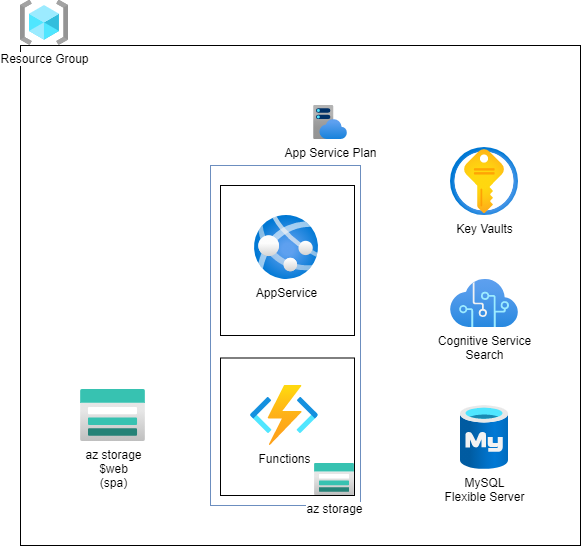 Resource Group
App Service Plan
AppService
Functions
az storage
az storage
$web
(spa)
Key Vaults
Cognitive Service
Search
My
MySQL
Flexible Server